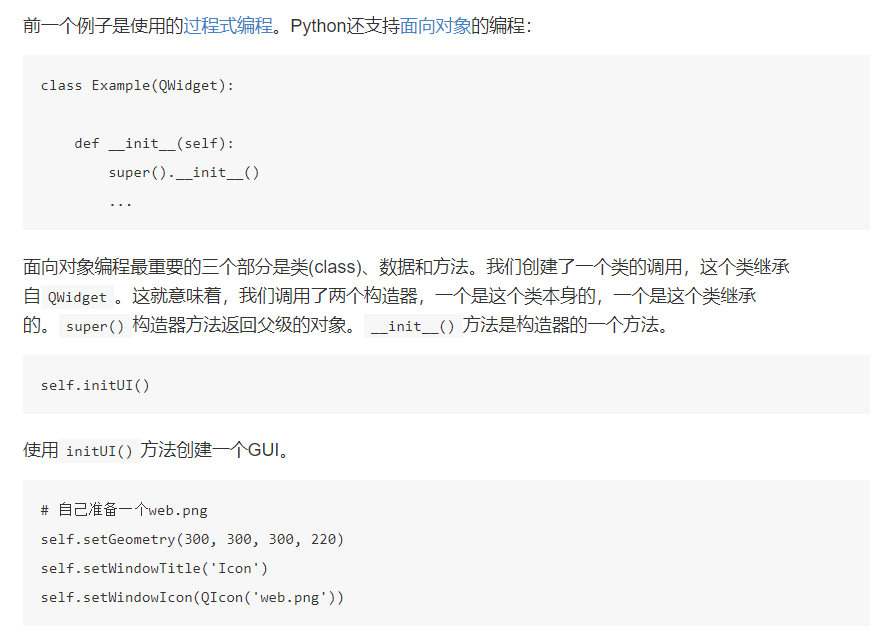 前一个例子是使用的过程式编程。Python还支持面向对象的编程：
class Example(QWidget):
    def __init__(self):
        super().__init__()
        ...
面向对象编程最重要的三个部分是类(class)、数据和方法。我们创建了一个类的调用，这个类继承
自 QWidget 。这就意味着，我们调用了两个构造器，一个是这个类本身的，一个是这个类继承
的。 super() 构造器方法返回父级的对象。 __init__() 方法是构造器的一个方法。
self.initUI()
使用 initUI() 方法创建一个GUI。
# 自己准备一个web.png
self.setGeometry(300, 300, 300, 220)
self.setWindowTitle('Icon')
self.setWindowIcon(QIcon('web.png'))